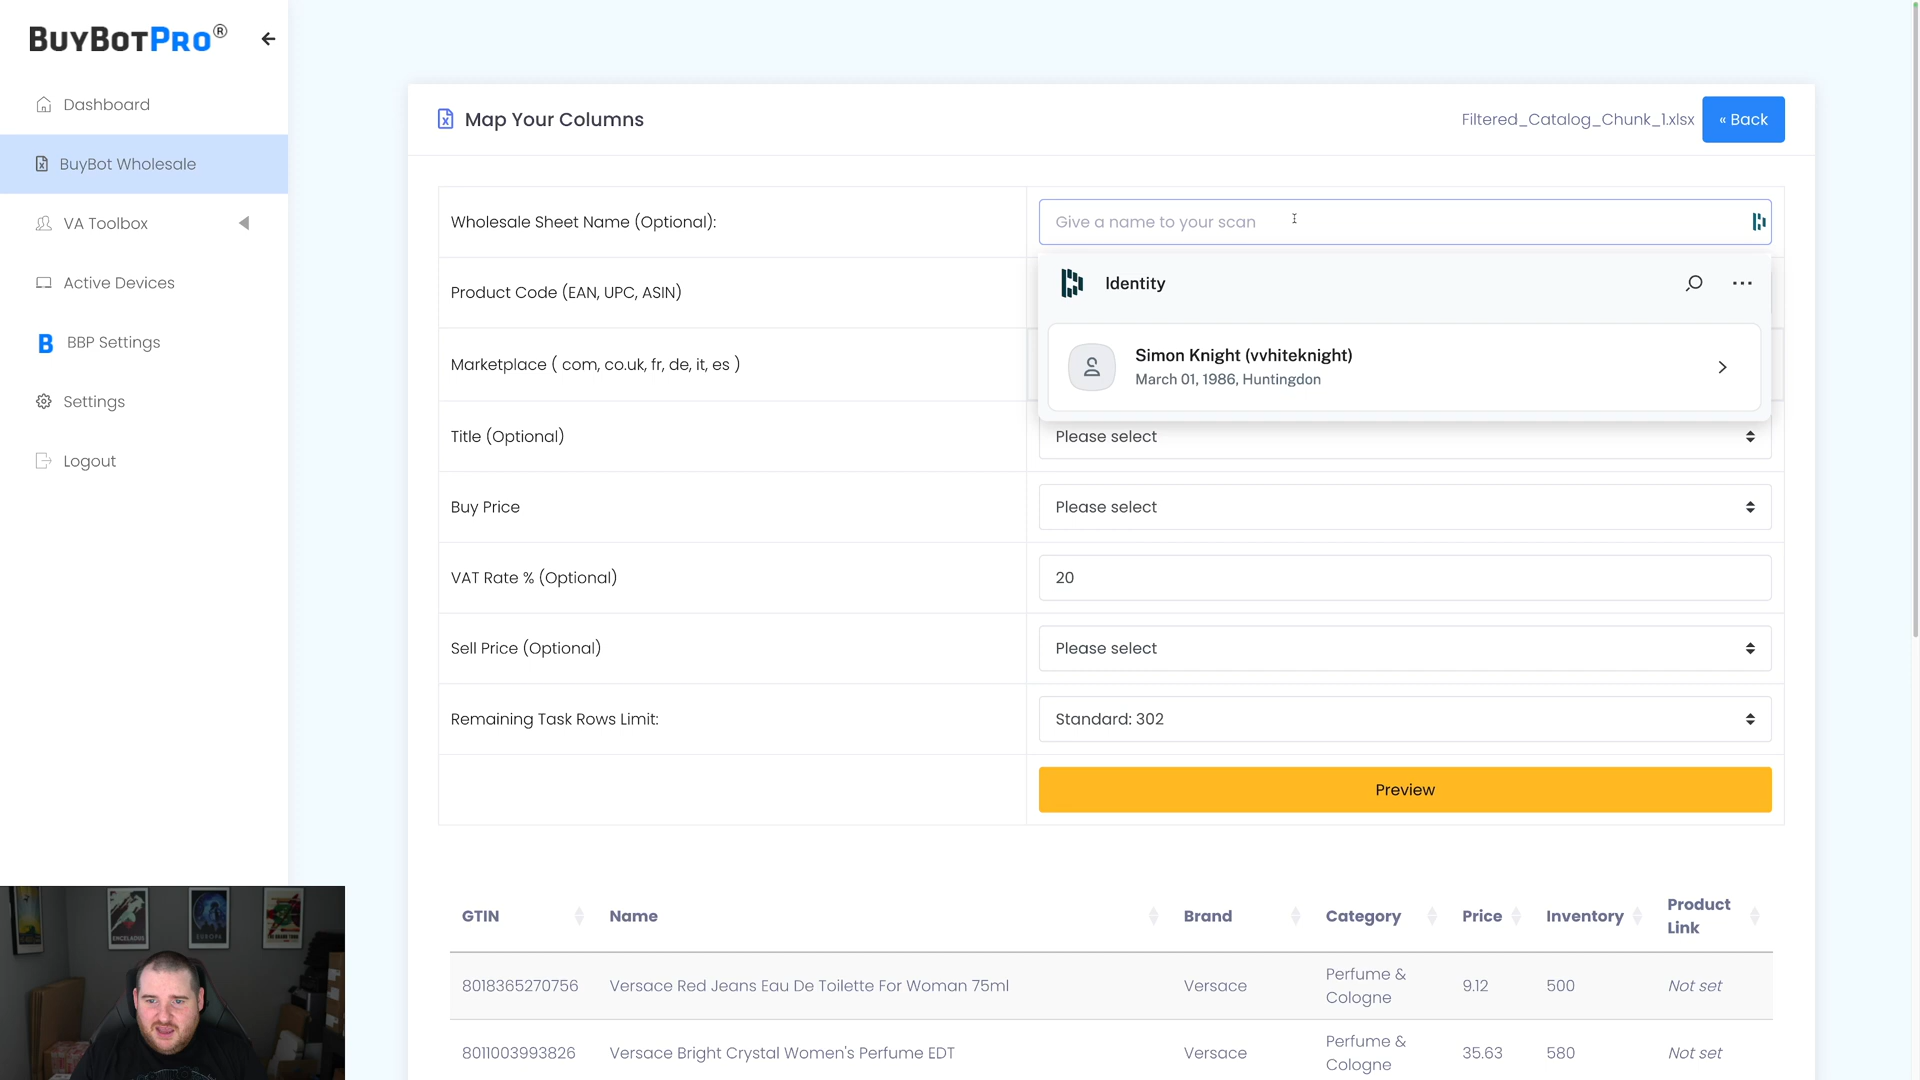 BuyBotPro®
Dashboard
BuyBot Wholesale
VA Toolbox
Active Devices
B BBP Settings
Settings
Logout
Map Your Columns
Filtered_Catalog_Chunk_1.xlsx
« Back
Wholesale Sheet Name (Optional):
Give a name to your scan
Product Code (EAN, UPC, ASIN)
Identity
Marketplace ( com, co.uk, fr, de, it, es )
Simon Knight (vvhiteknight)
March 01, 1986, Huntingdon
Title (Optional)
Please select
Buy Price
Please select
VAT Rate % (Optional)
20
Sell Price (Optional)
Please select
Remaining Task Rows Limit:
Standard: 302
Preview
GTIN Name Brand Category Price Inventory Product Link
8018365270756 Versace Red Jeans Eau De Toilette For Woman 75ml Versace Perfume & Cologne 9.12 500 Not set
8011003993826 Versace Bright Crystal Women's Perfume EDT Versace Perfume & Cologne 35.63 580 Not set
ENCELADUS
EUROPA